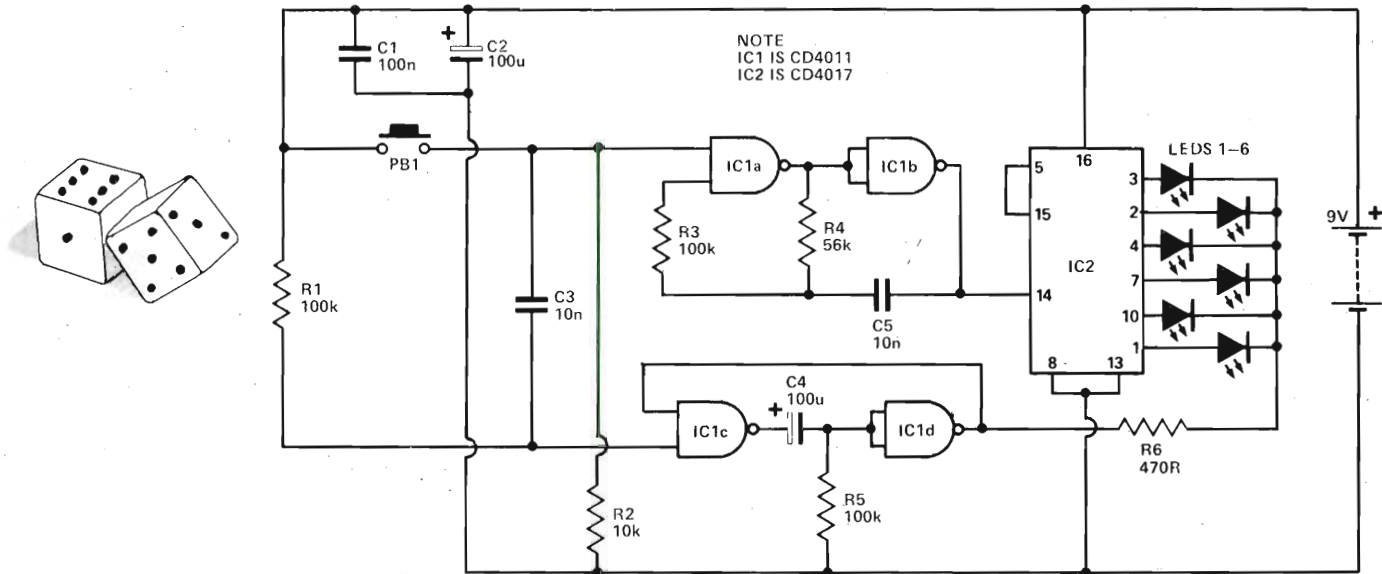 C1
100n
+
C2
100u
NOTE
IC1 IS CD4011
IC2 IS CD4017
PB1
IC1a
IC1b
16
LEDS 1–6
5
15
3
2
4
7
10
1
IC2
14
8
13
9V
+
R3
100k
R4
56k
C5
10n
R1
100k
C3
10n
C4
100u
+
IC1c
IC1d
R6
470R
R2
10k
R5
100k